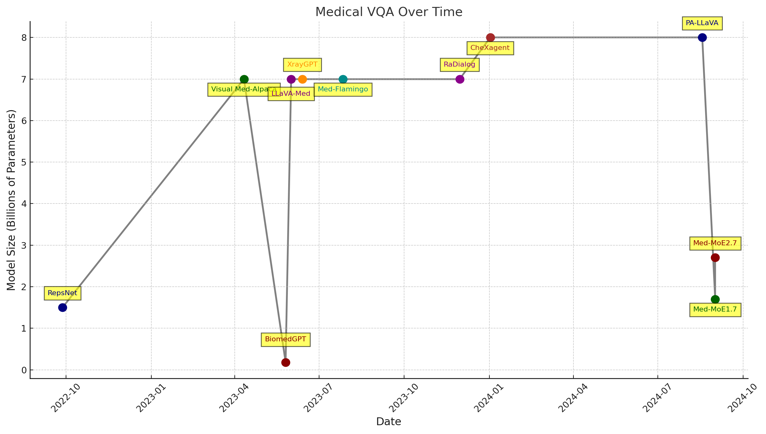 Medical VQA Over Time
Model Size (Billions of Parameters)
8
7
6
5
4
3
2
1
0
PA-LLaVA
CheXagent
XrayGPT
RaDialog
Visual Med-Alpa
LLaVA-Med
Med-Flamingo
RepsNet
BiomedGPT
Med-MoE2.7
Med-MoE1.7
2022-10
2023-01
2023-04
2023-07
2023-10
2024-01
2024-04
2024-07
2024-10
Date